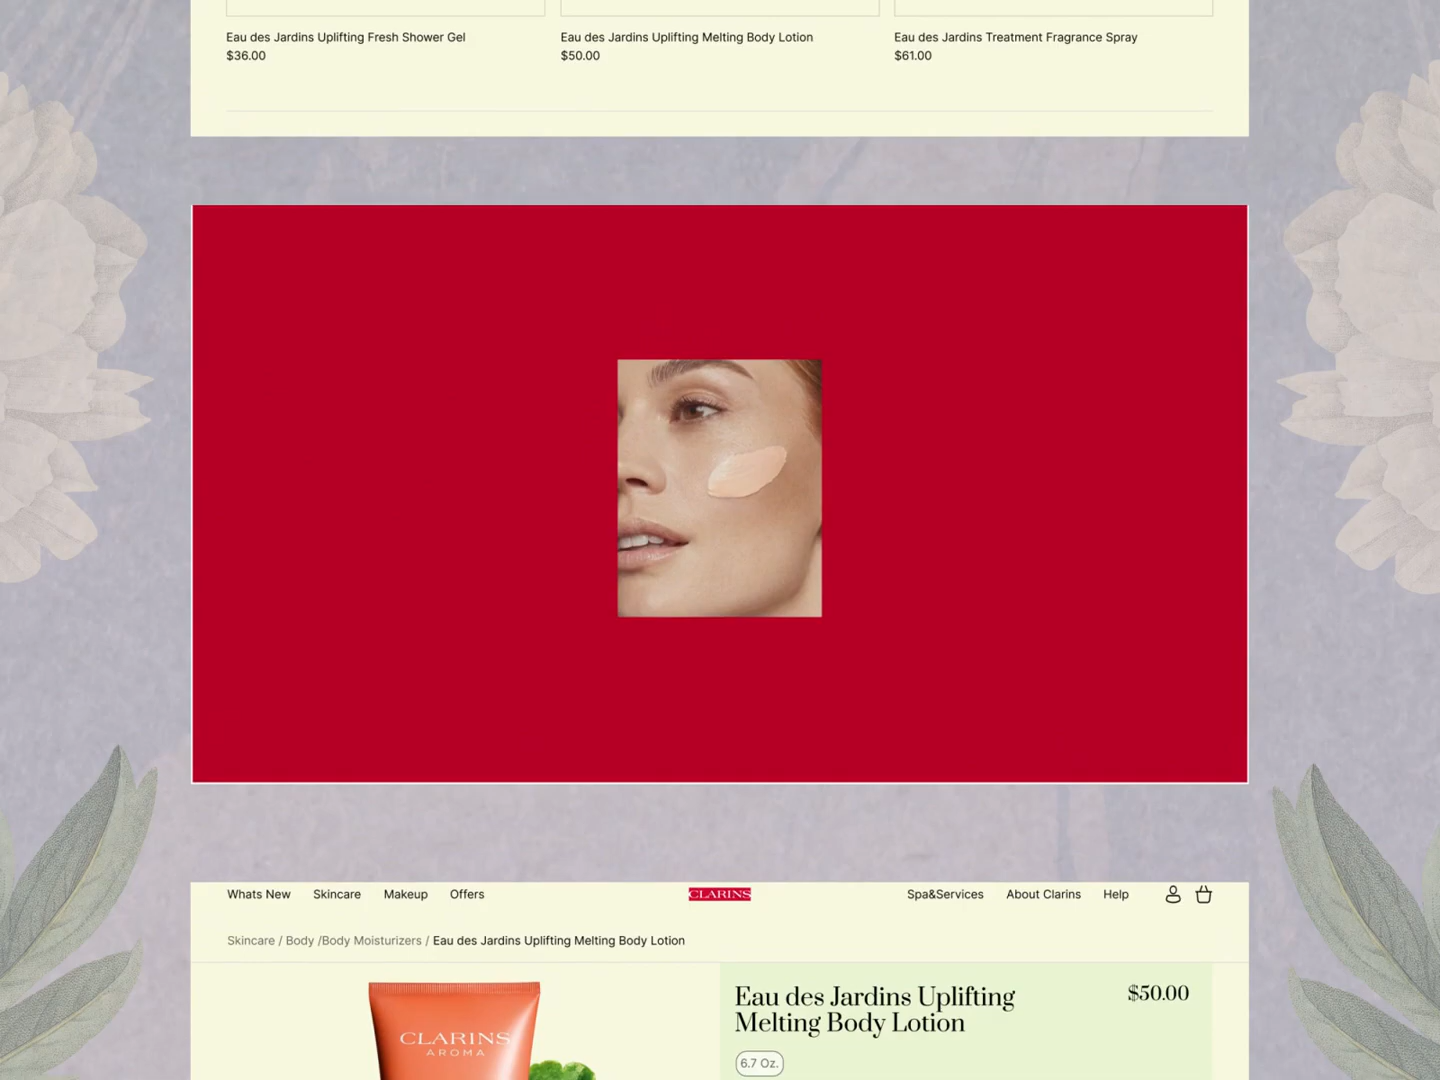 Eau des Jardins Uplifting Fresh Shower Gel
$36.00
Eau des Jardins Uplifting Melting Body Lotion
$50.00
Eau des Jardins Treatment Fragrance Spray
$61.00
Whats New Skincare Makeup Offers CLARINS Spa&Services About Clarins Help
Skincare / Body /Body Moisturizers / Eau des Jardins Uplifting Melting Body Lotion
CLARINS
AROMA
Eau des Jardins Uplifting
Melting Body Lotion
$50.00
6.7 Oz.